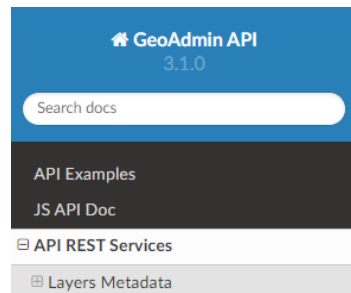 GeoAdmin API
3.1.0
Search docs
API Examples
JS API Doc
API REST Services
Layers Metadata